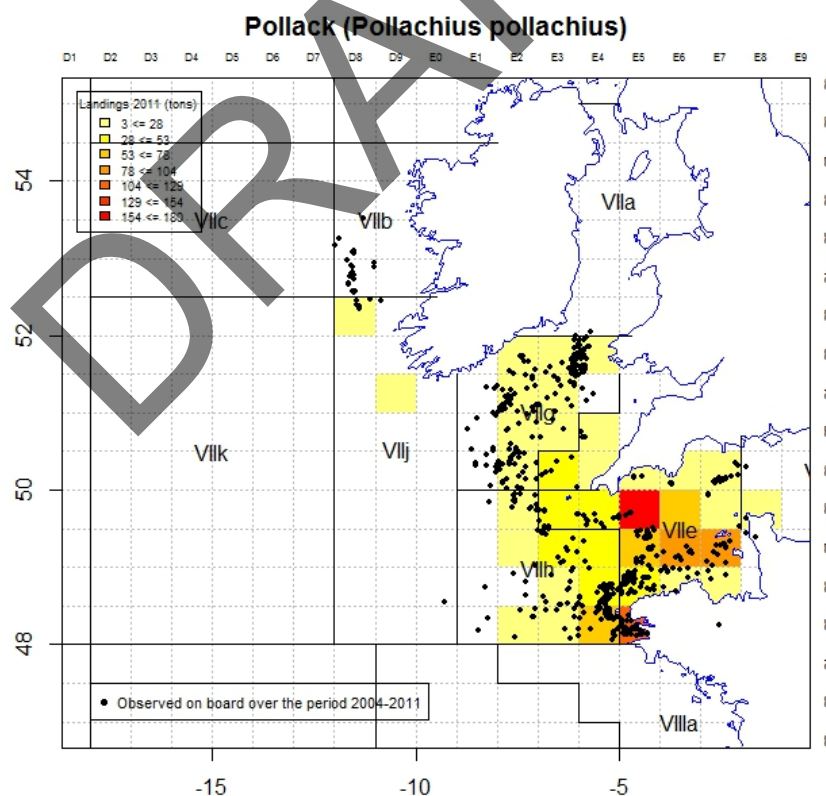 Pollack (Pollachius pollachius)
D1 D2 D3 D4 D5 D6 D7 D8 D9 E1 E2 E3 E4 E5 E6 E7 E8 E9
Landings 2011 (tons)
3 <= 28
28 <= 53
53 <= 78
78 <= 104
104 <= 129
129 <= 154
154 <= 180
DRA
54
VIIc
VIIb
VIIa
52
VIIg
VIIk
VIIj
50
VIIe
VIIh
48
Observed on board over the period 2004-2011
VIIIa
-15 -10 -5